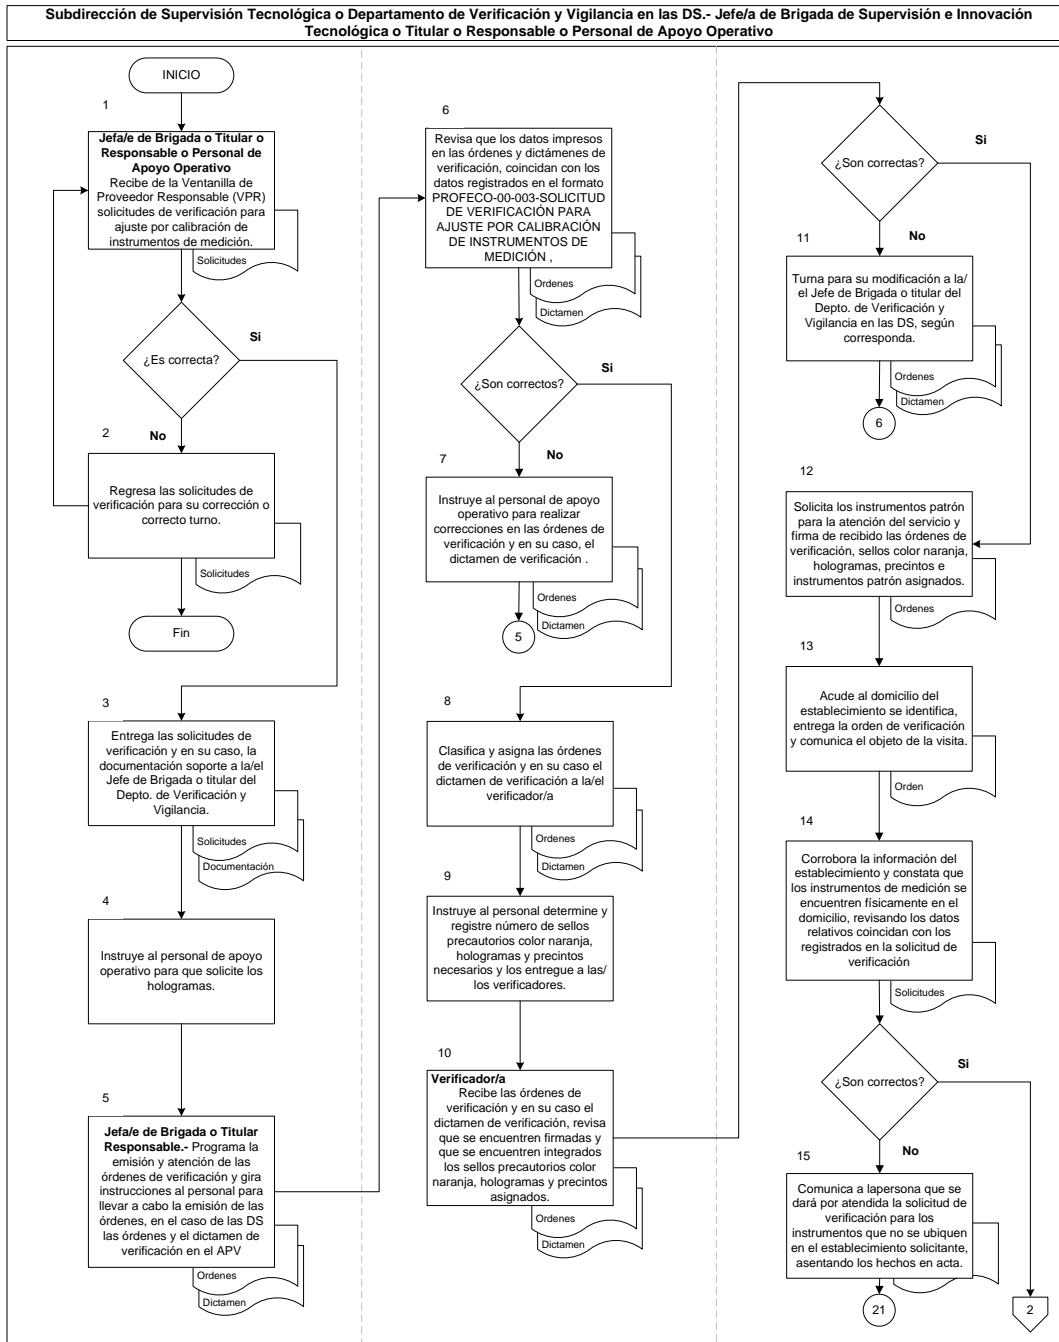 Subdirección de Supervisión Tecnológica o Departamento de Verificación y Vigilancia en las DS.- Jefe/a de Brigada de Supervisión e Innovación
Tecnológica o Titular o Responsable o Personal de Apoyo Operativo
INICIO
1
Jefa/e de Brigada o Titular o
Responsable o Personal de
Apoyo Operativo
Recibe de la Ventanilla de
Proveedor Responsable (VPR)
solicitudes de verificación para
ajuste por calibración de
instrumentos de medición.
Solicitudes
¿Es correcta?
Si
No
2
Regresa las solicitudes de
verificación para su corrección o
correcto turno.
Solicitudes
Fin
3
Entrega las solicitudes de
verificación y en su caso, la
documentación soporte a la/el
Jefe de Brigada o titular del
Depto. de Verificación y
Vigilancia.
Solicitudes
Documentación
4
Instruye al personal de apoyo
operativo para que solicite los
hologramas.
5
Jefa/e de Brigada o Titular
Responsable.- Programa la
emisión y atención de las
órdenes de verificación y gira
instrucciones al personal para
llevar a cabo la emisión de las
órdenes, en el caso de las DS
las órdenes y el dictamen de
verificación en el APV
Ordenes
Dictamen
6
Revisa que los datos impresos
en las órdenes y dictámenes de
verificación, coincidan con los
datos registrados en el formato
PROFECO-00-003-SOLICITUD
DE VERIFICACIÓN PARA
AJUSTE POR CALIBRACIÓN
DE INSTRUMENTOS DE
MEDICIÓN ,
Ordenes
Dictamen
¿Son correctos?
Si
No
7
Instruye al personal de apoyo
operativo para realizar
correcciones en las órdenes de
verificación y en su caso, el
dictamen de verificación .
Ordenes
Dictamen
5
8
Clasifica y asigna las órdenes
de verificación y en su caso el
dictamen de verificación a la/el
verificador/a
Ordenes
Dictamen
9
Instruye al personal determine y
registre número de sellos
precautorios color naranja,
hologramas y precintos
necesarios y los entregue a las/
los verificadores.
10
Verificador/a
Recibe las órdenes de
verificación y en su caso el
dictamen de verificación, revisa
que se encuentren firmadas y
que se encuentren integrados
los sellos precautorios color
naranja, hologramas y precintos
asignados.
Ordenes
Dictamen
¿Son correctas?
Si
No
11
Turna para su modificación a la/
el Jefe de Brigada o titular del
Depto. de Verificación y
Vigilancia en las DS, según
corresponda.
Ordenes
Dictamen
6
12
Solicita los instrumentos patrón
para la atención del servicio y
firma de recibido las órdenes de
verificación, sellos color naranja,
hologramas, precintos e
instrumentos patrón asignados.
Ordenes
13
Acude al domicilio del
establecimiento se identifica,
entrega la orden de verificación
y comunica el objeto de la visita.
Orden
14
Corrobora la información del
establecimiento y constata que
los instrumentos de medición se
encuentren físicamente en el
domicilio, revisando los datos
relativos coincidan con los
registrados en la solicitud de
verificación
Solicitudes
¿Son correctos?
Si
No
15
Comunica a lapersona que se
dará por atendida la solicitud de
verificación para los
instrumentos que no se ubiquen
en el establecimiento solicitante,
asentando los hechos en acta.
21
2